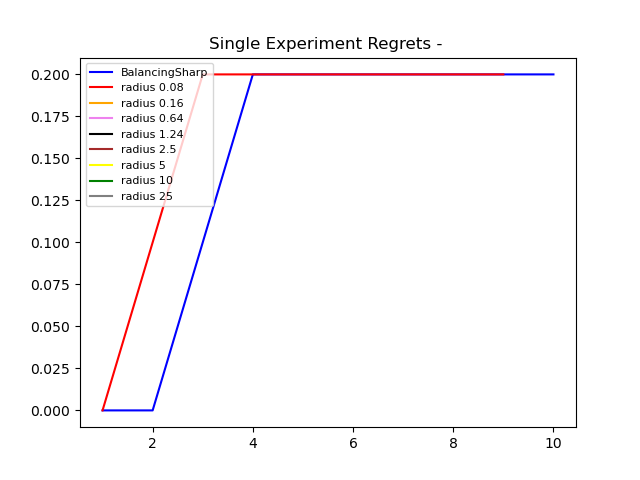 Single Experiment Regrets -
BalancingSharp
radius 0.08
radius 0.16
radius 0.64
radius 1.24
radius 2.5
radius 5
radius 10
radius 25
0.200
0.175
0.150
0.125
0.100
0.075
0.050
0.025
0.000
2 4 6 8 10